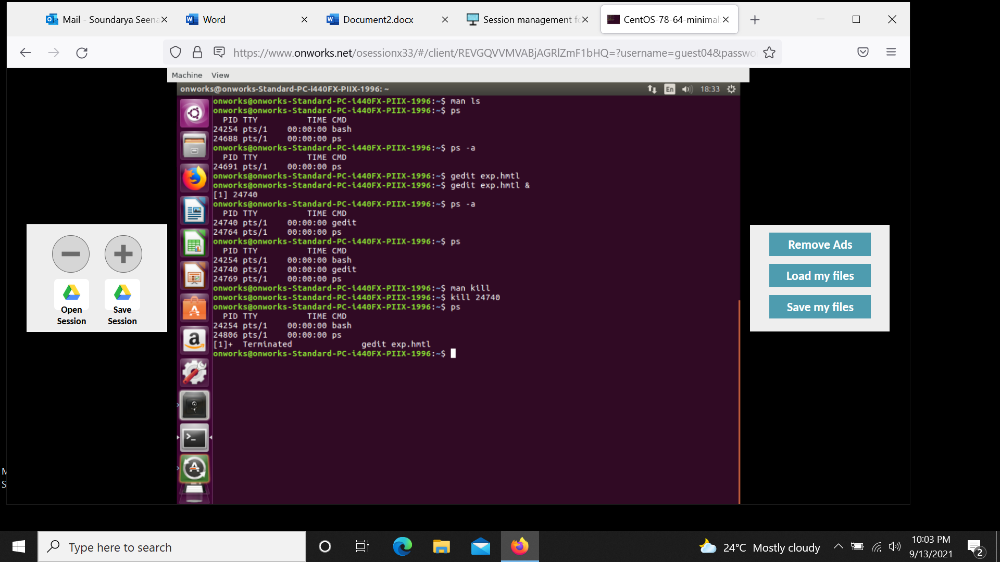 Mail - Soundarya Seena
Word
Document2.docx
Session management fo
CentOS-78-64-minimal
https://www.onworks.net/osessionx33/#/client/REVGQVVMVABjAGRlZmF1bHQ=?username=guest04&passwo
Machine View
onworks@onworks-Standard-PC-i440FX-PIIX-1996: ~
En
18:33
onworks@onworks-Standard-PC-i440FX-PIIX-1996:~$ man ls
onworks@onworks-Standard-PC-i440FX-PIIX-1996:~$ ps
PID TTY TIME CMD
24254 pts/1 00:00:00 bash
24688 pts/1 00:00:00 ps
onworks@onworks-Standard-PC-i440FX-PIIX-1996:~$ ps -a
PID TTY TIME CMD
24691 pts/1 00:00:00 ps
onworks@onworks-Standard-PC-i440FX-PIIX-1996:~$ gedit exp.hmtl
onworks@onworks-Standard-PC-i440FX-PIIX-1996:~$ gedit exp.hmtl &
[1] 24740
onworks@onworks-Standard-PC-i440FX-PIIX-1996:~$ ps -a
PID TTY TIME CMD
24740 pts/1 00:00:00 gedit
24764 pts/1 00:00:00 ps
onworks@onworks-Standard-PC-i440FX-PIIX-1996:~$ ps
PID TTY TIME CMD
24254 pts/1 00:00:00 bash
24740 pts/1 00:00:00 gedit
24769 pts/1 00:00:00 ps
onworks@onworks-Standard-PC-i440FX-PIIX-1996:~$ man kill
onworks@onworks-Standard-PC-i440FX-PIIX-1996:~$ kill 24740
onworks@onworks-Standard-PC-i440FX-PIIX-1996:~$ ps
PID TTY TIME CMD
24254 pts/1 00:00:00 bash
24806 pts/1 00:00:00 ps
[1]+ Terminated gedit exp.hmtl
onworks@onworks-Standard-PC-i440FX-PIIX-1996:~$
Open
Session
Save
Session
Remove Ads
Load my files
Save my files
M
S
Type here to search
24°C Mostly cloudy
10:03 PM
9/13/2021
2